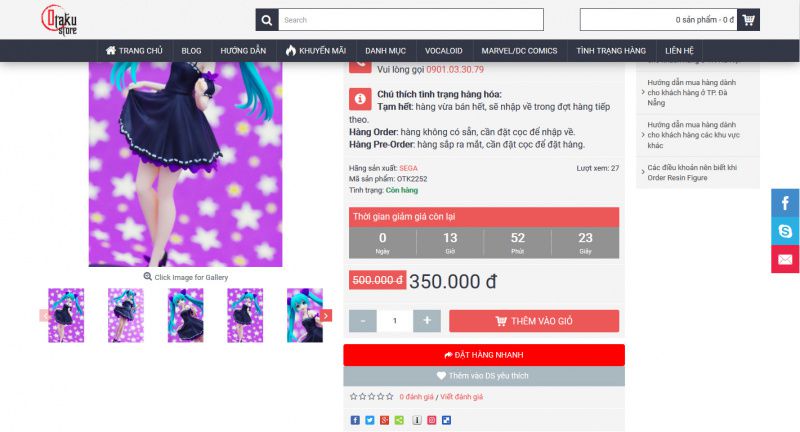 Otaku
store
Search
0 sản phẩm - 0 đ
TRANG CHỦ
BLOG
HƯỚNG DẪN
KHUYẾN MÃI
DANH MỤC
VOCALOID
MARVEL/DC COMICS
TÌNH TRẠNG HÀNG
LIÊN HỆ
Vui lòng gọi 0901.03.30.79
Chú thích tình trạng hàng hóa:
Tạm hết: hàng vừa bán hết, sẽ nhập về trong đợt hàng tiếp
theo.
Hàng Order: hàng không có sẵn, cần đặt cọc để nhập về.
Hàng Pre-Order: hàng sắp ra mắt, cần đặt cọc để đặt hàng.
Hãng sản xuất: SEGA
Lượt xem: 27
Mã sản phẩm: OTK2252
Tình trạng: Còn hàng
Thời gian giảm giá còn lại
0 13 52 23
Ngày Giờ Phút Giây
500.000 đ 350.000 đ
- 1 +
THÊM VÀO GIỎ
ĐẶT HÀNG NHANH
Thêm vào DS yêu thích
0 đánh giá / Viết đánh giá
Click Image for Gallery
Hướng dẫn mua hàng dành
cho khách hàng ở TP. Đà
Nẵng
Hướng dẫn mua hàng dành
cho khách hàng các khu vực
khác
Các điều khoản nên biết khi
Order Resin Figure